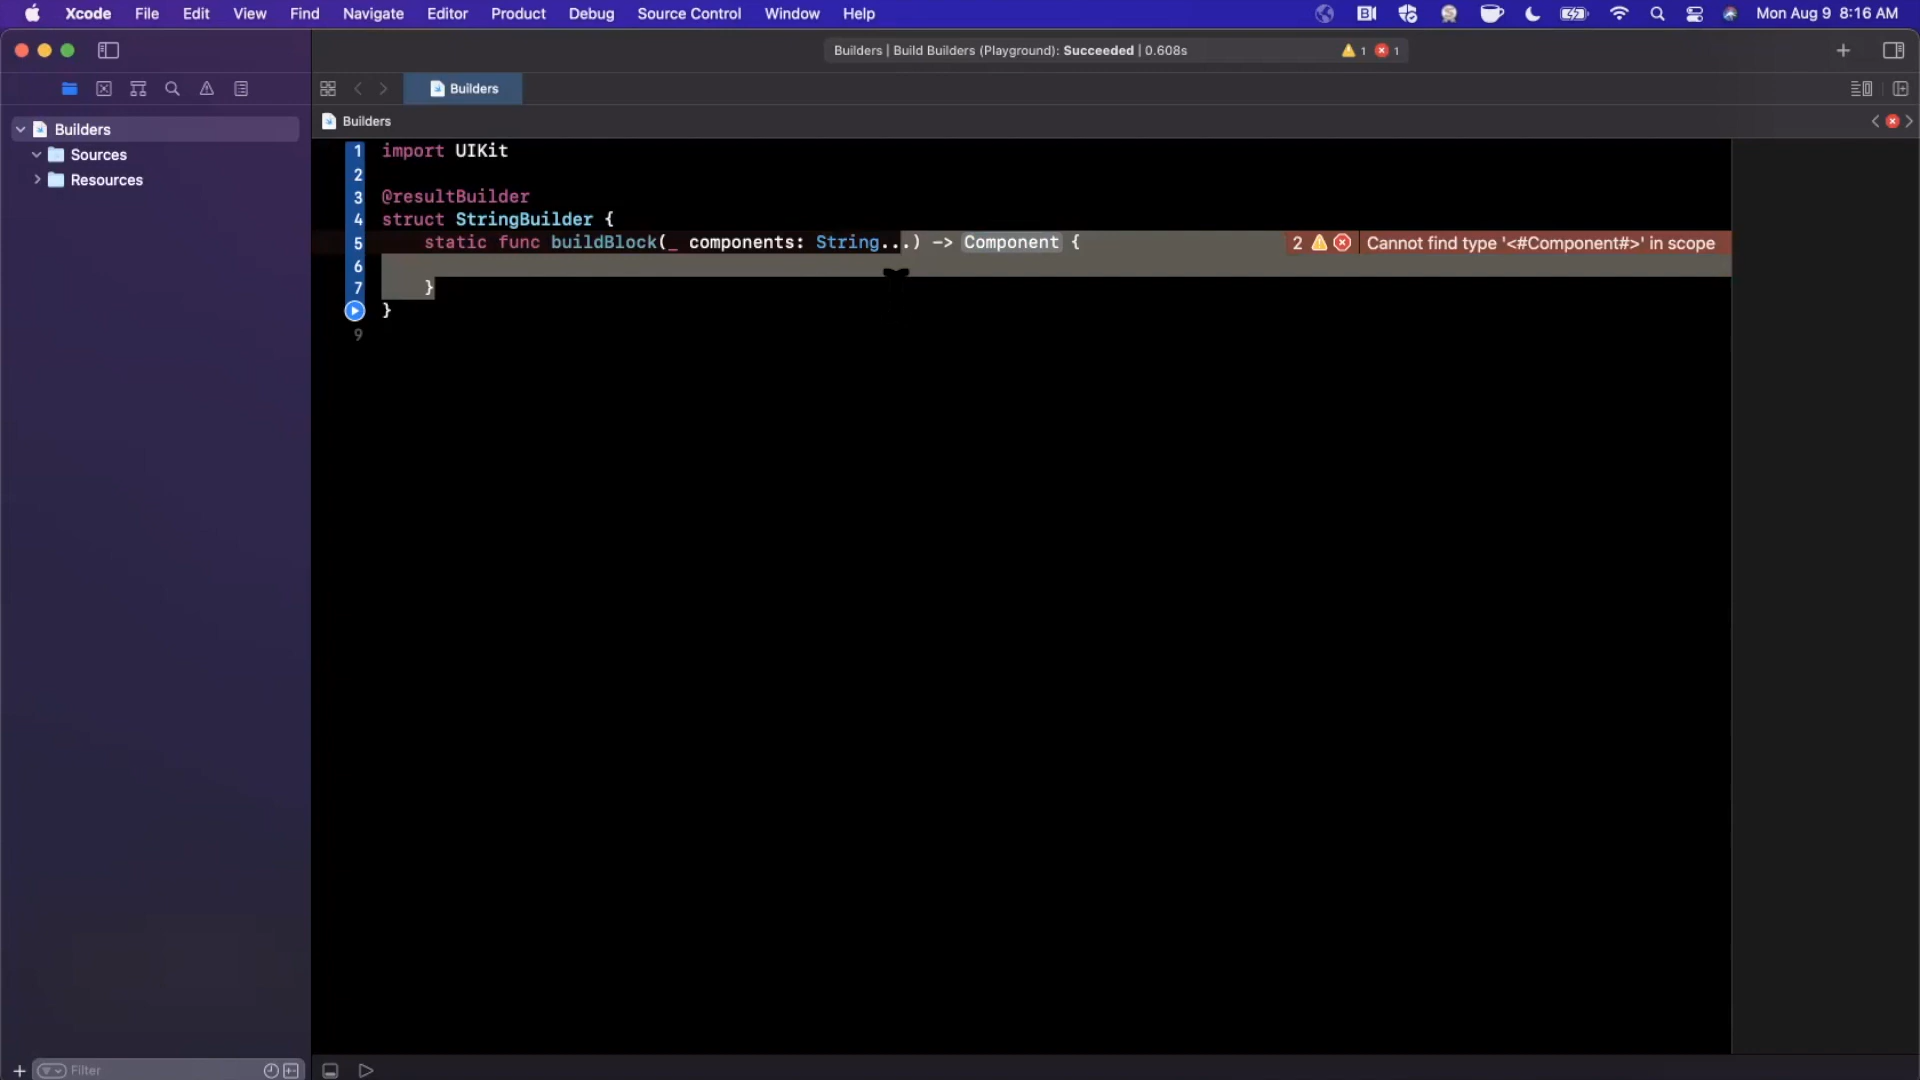 Xcode File Edit View Find Navigate Editor Product Debug Source Control Window Help Mon Aug 9 8:16 AM
Builders | Build Builders (Playground): Succeeded | 0.608s 1 1
Builders
Builders
Builders
Sources
Resources
1 import UIKit
2
3 @resultBuilder
4 struct StringBuilder {
5 static func buildBlock(_ components: String...) -> Component { 2 Cannot find type '<#Component#>' in scope
6
7 }
}
9
Filter